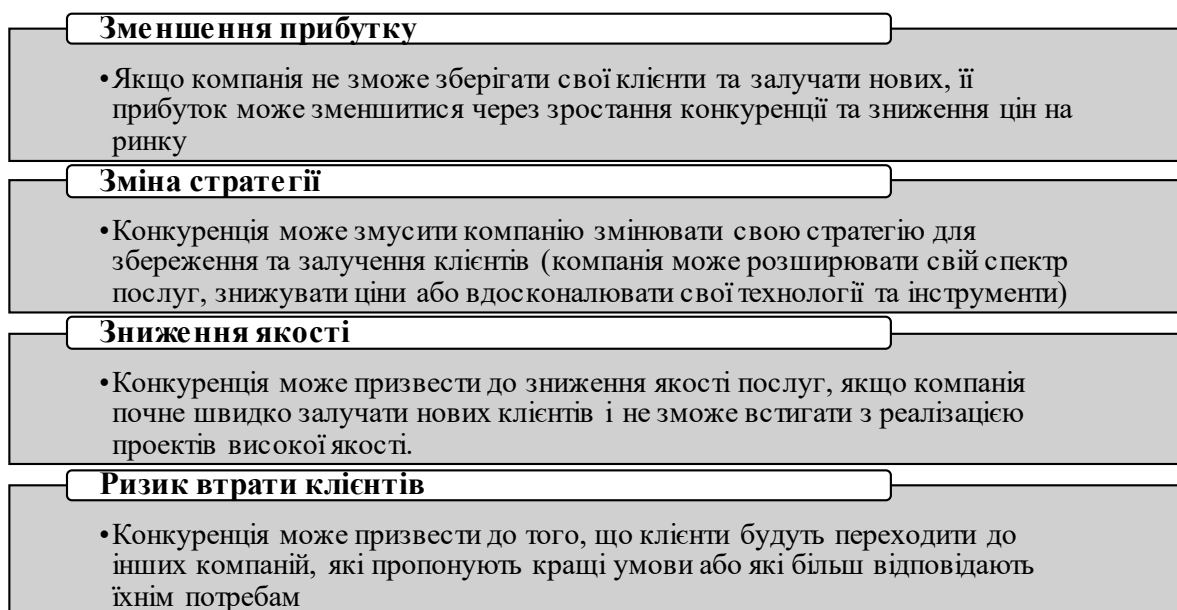 Зменшення прибутку
•Якщо компанія не зможе зберігати свої клієнти та залучати нових, її
прибуток може зменшитися через зростання конкуренції та зниження цін на
ринку
Зміна стратегії
•Конкуренція може змусити компанію змінювати свою стратегію для
збереження та залучення клієнтів (компанія може розширювати свій спектр
послуг, знижувати ціни або вдосконалювати свої технології та інструменти)
Зниження якості
•Конкуренція може призвести до зниження якості послуг, якщо компанія
почне швидко залучати нових клієнтів і не зможе встигати з реалізацією
проектів високої якості.
Ризик втрати клієнтів
•Конкуренція може призвести до того, що клієнти будуть переходити до
інших компаній, які пропонують кращі умови або які більш відповідають
їхнім потребам